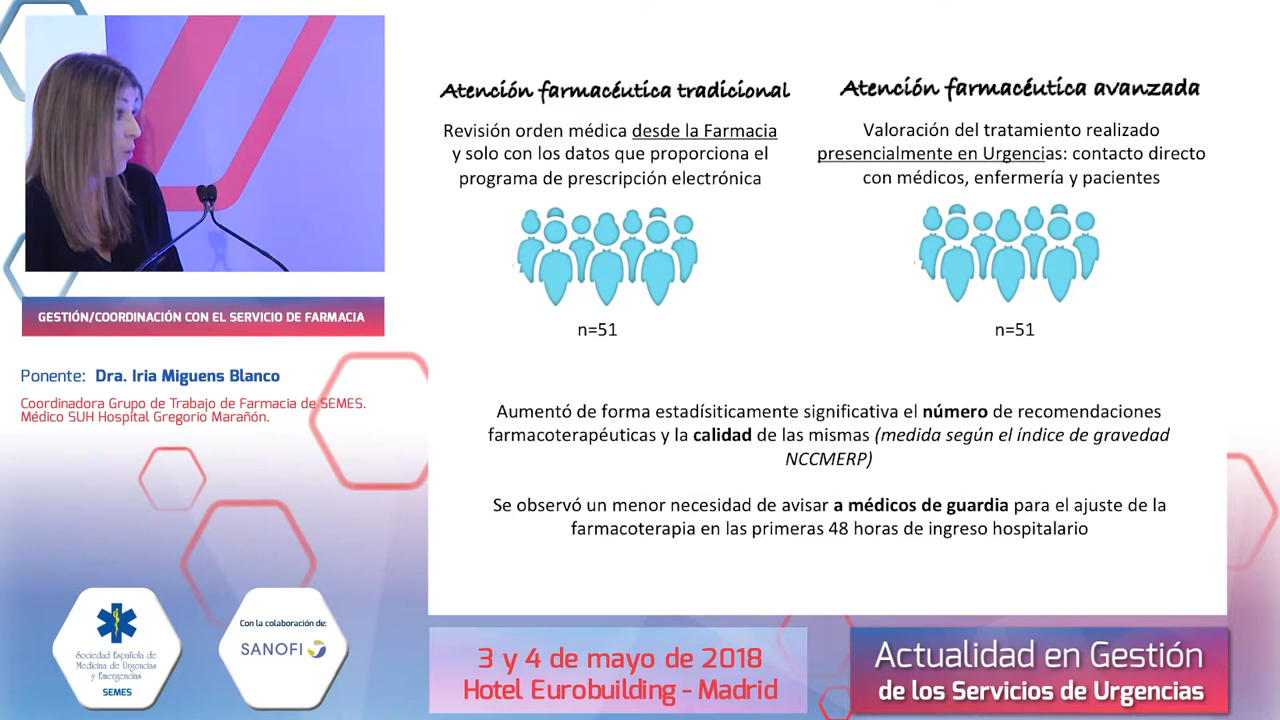 Atención farmacéutica tradicional
Revisión orden médica desde la Farmacia
y solo con los datos que proporciona el
programa de prescripción electrónica
n=51
Atención farmacéutica avanzada
Valoración del tratamiento realizado
presencialmente en Urgencias: contacto directo
con médicos, enfermería y pacientes
n=51
Aumentó de forma estadísiticamente significativa el número de recomendaciones
farmacoterapéuticas y la calidad de las mismas (medida según el índice de gravedad
NCCMERP)
Se observó un menor necesidad de avisar a médicos de guardia para el ajuste de la
farmacoterapia en las primeras 48 horas de ingreso hospitalario
GESTIÓN/COORDINACIÓN CON EL SERVICIO DE FARMACIA
Ponente: Dra. Iria Miguens Blanco
Coordinadora Grupo de Trabajo de Farmacia de SEMES.
Médico SUH Hospital Gregorio Marañón.
Sociedad Española de
Medicina de Urgencias
y Emergencias
SEMES
Con la colaboración de:
SANOFI
3 y 4 de mayo de 2018
Hotel Eurobuilding - Madrid
Actualidad en Gestión
de los Servicios de Urgencias